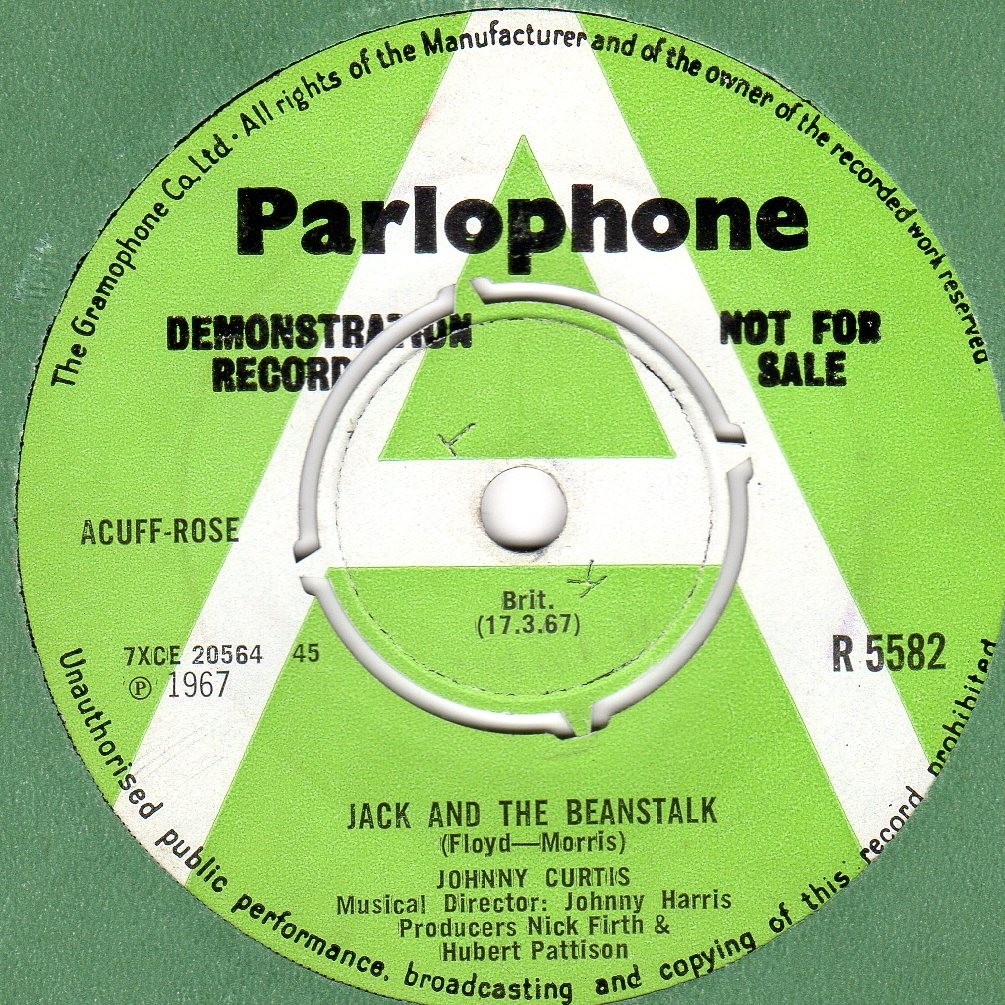 The Gramophone Co. Ltd · All rights of the Manufacturer and of the owner of the recorded work reserved.
Parlophone
DEMONSTRATION
RECORD
NOT FOR
SALE
ACUFF-ROSE
Brit.
(17.3.67)
7XCE 20564 45
℗ 1967
R 5582
JACK AND THE BEANSTALK
(Floyd—Morris)
JOHNNY CURTIS
Musical Director: Johnny Harris
Producers Nick Firth &
Hubert Pattison
Unauthorised public performance. broadcasting and copying of this record prohibited